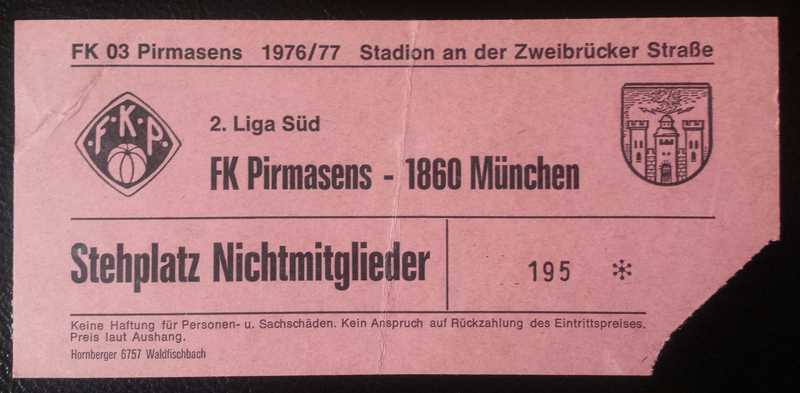 FK 03 Pirmasens 1976/77 Stadion an der Zweibrücker Straße
F.K.P.
2. Liga Süd
FK Pirmasens - 1860 München
Stehplatz Nichtmitglieder 195 *
Keine Haftung für Personen- u. Sachschäden. Kein Anspruch auf Rückzahlung des Eintrittspreises.
Preis laut Aushang.
Hornberger 6757 Waldfischbach